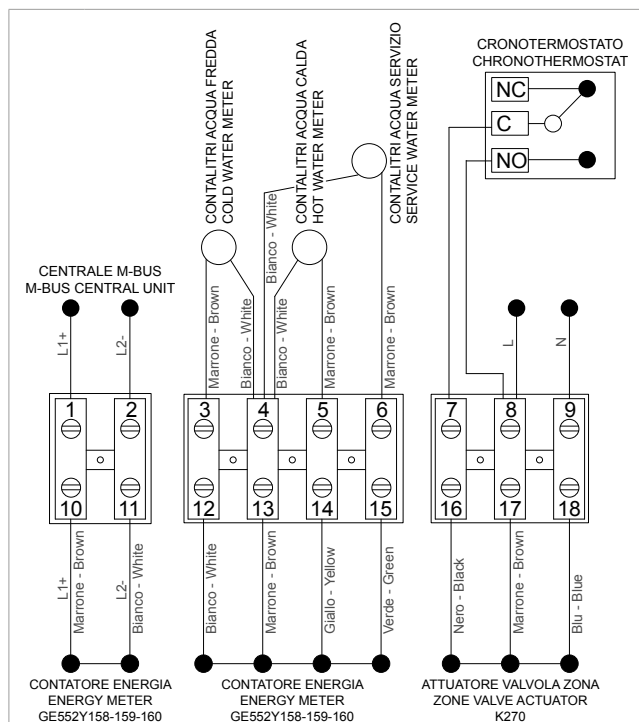 CRONOTERMOSTATO
CHRONOTHERMOSTAT
NC
C
NO
CONTALITRI ACQUA FREDDA
COLD WATER METER
CONTALITRI ACQUA CALDA
HOT WATER METER
CONTALITRI ACQUA SERVIZIO
SERVICE WATER METER
CENTRALE M-BUS
M-BUS CENTRAL UNIT
L1+
L2-
Marrone - Brown
Bianco - White
Bianco - White
Bianco - White
Marrone - Brown
Marrone - Brown
L
N
1
2
3
4
5
6
7
8
9
10
11
12
13
14
15
16
17
18
L1+
Marrone - Brown
L2-
Bianco - White
Bianco - White
Marrone - Brown
Giallo - Yellow
Verde - Green
Nero - Black
Marrone - Brown
Blu - Blue
CONTATORE ENERGIA
ENERGY METER
GE552Y158-159-160
CONTATORE ENERGIA
ENERGY METER
GE552Y158-159-160
ATTUATORE VALVOLA ZONA
ZONE VALVE ACTUATOR
K270